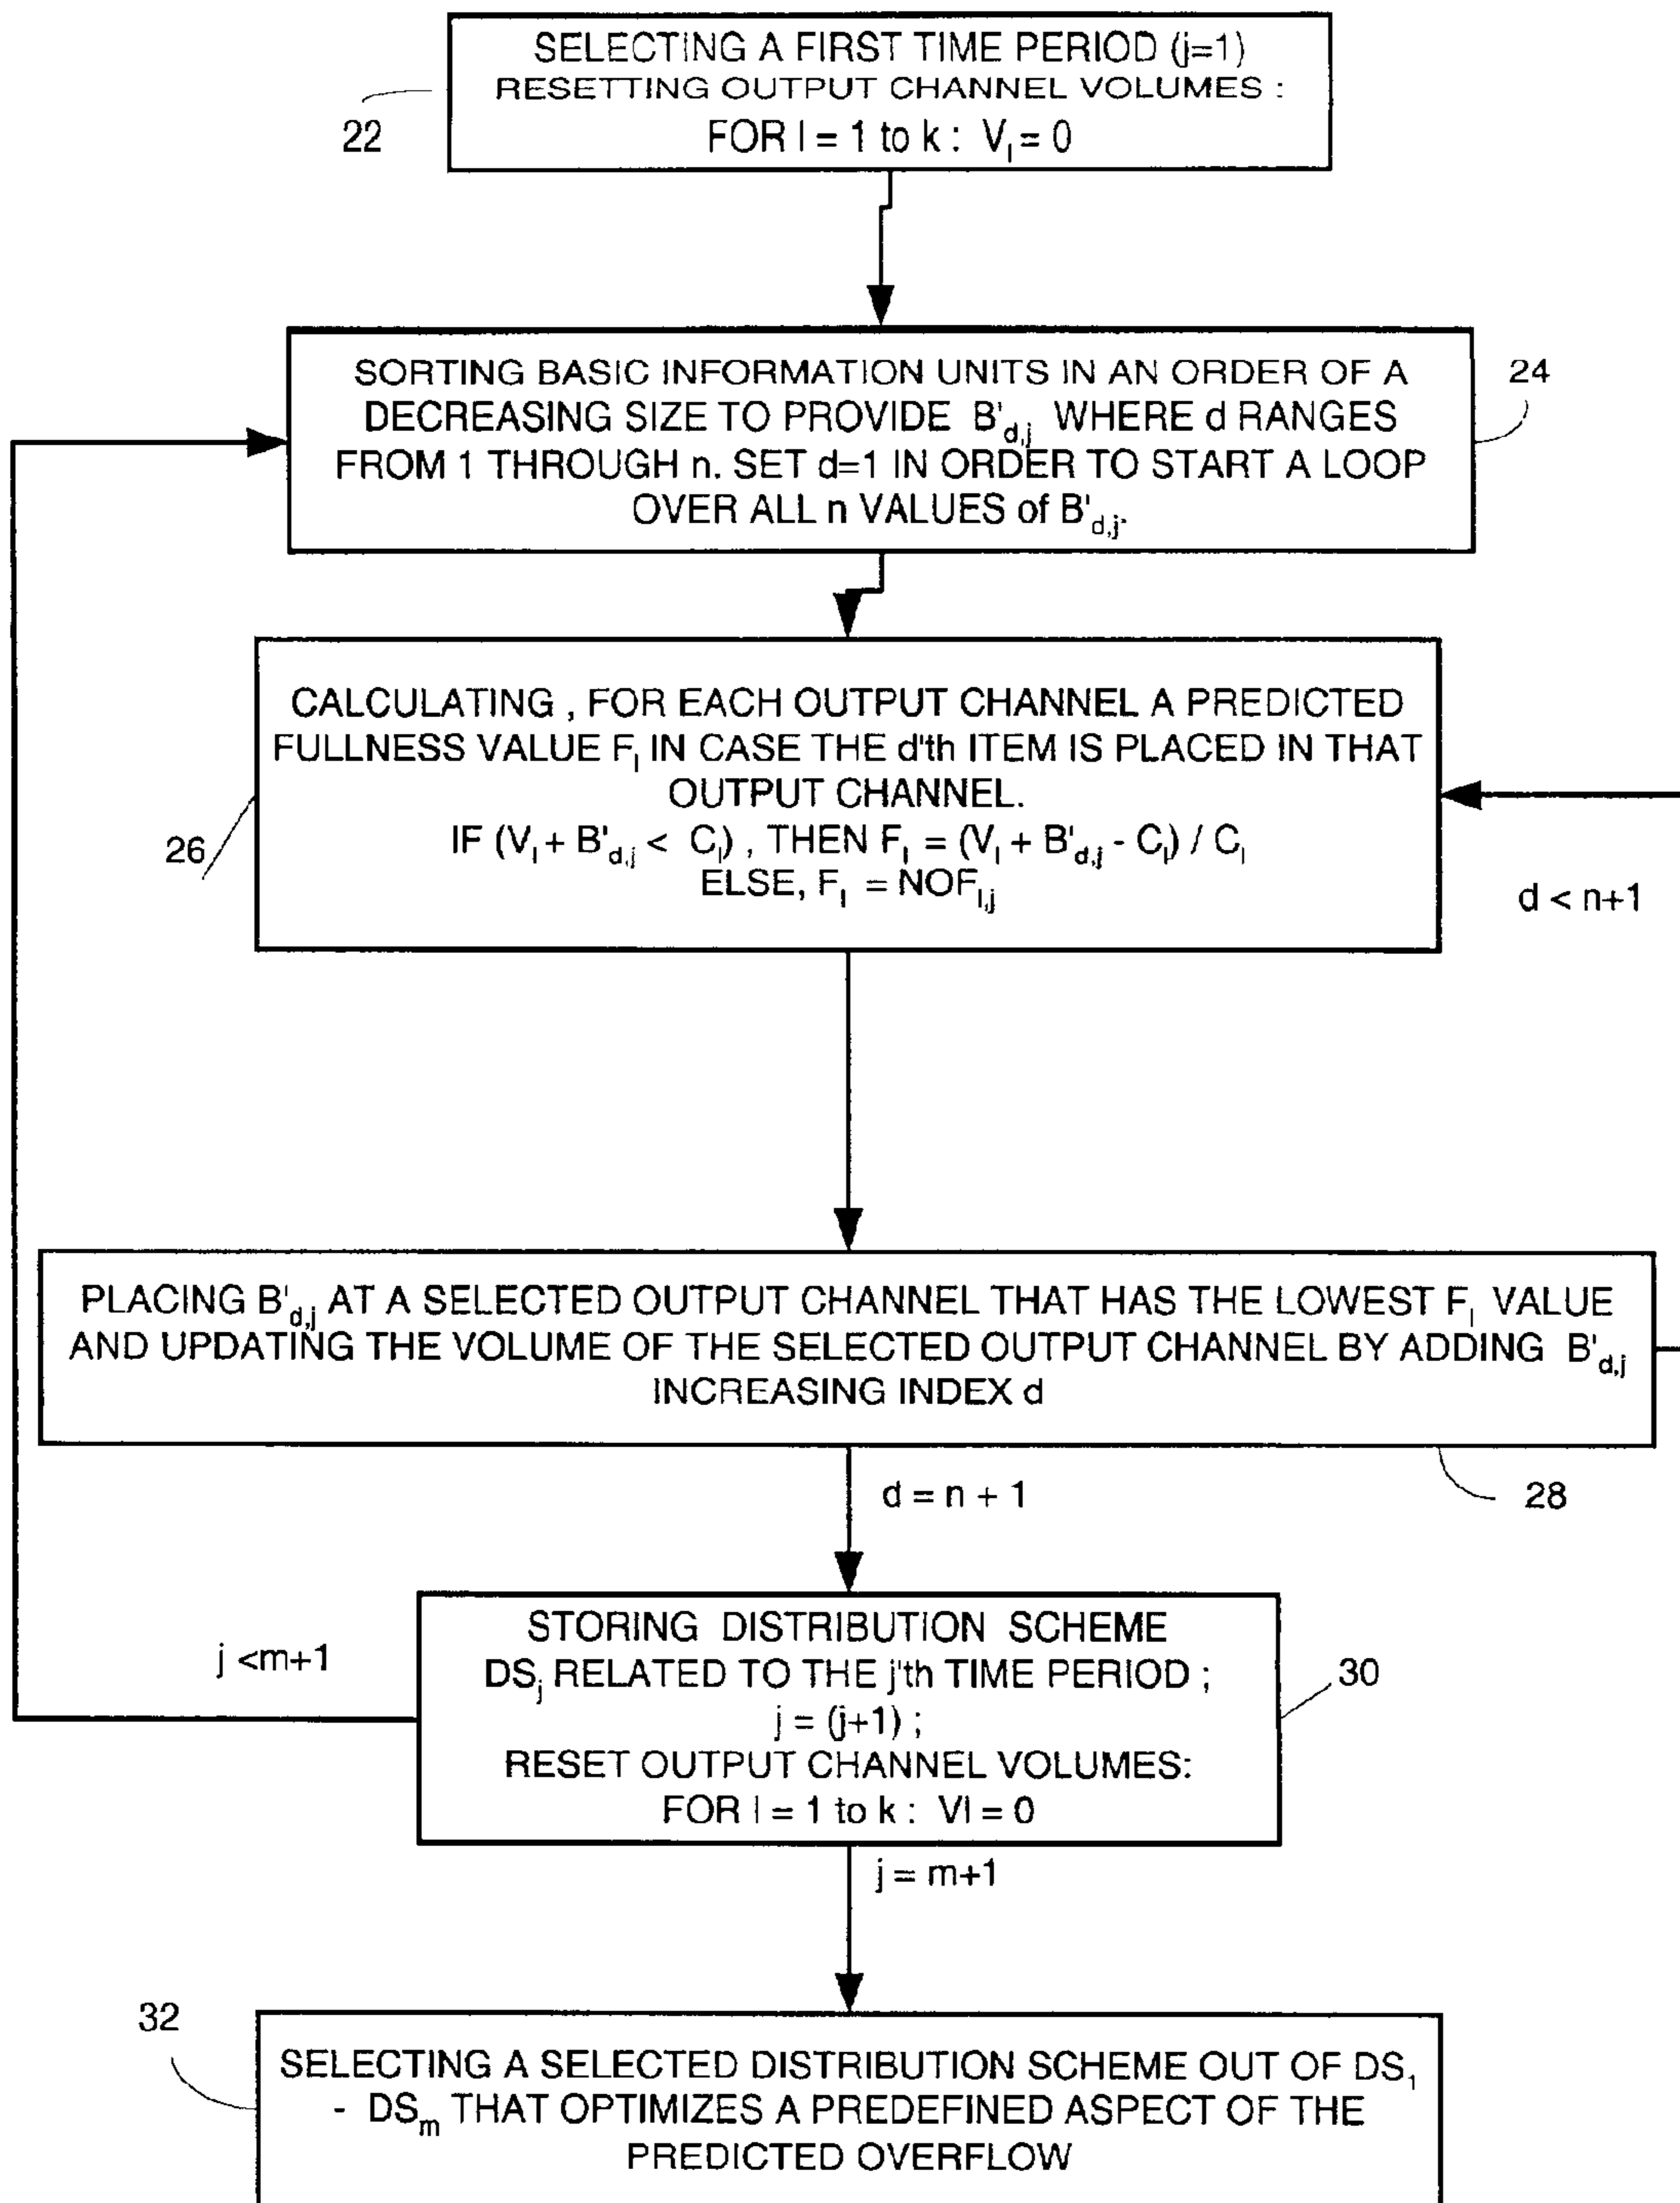 SELECTING A FIRST TIME PERIOD (j=1)
RESETTING OUTPUT CHANNEL VOLUMES :
FOR l = 1 to k : V_l = 0
22
SORTING BASIC INFORMATION UNITS IN AN ORDER OF A
DECREASING SIZE TO PROVIDE B'_d,j WHERE d RANGES
FROM 1 THROUGH n. SET d=1 IN ORDER TO START A LOOP
OVER ALL n VALUES of B'_d,j.
24
CALCULATING , FOR EACH OUTPUT CHANNEL A PREDICTED
FULLNESS VALUE F_l IN CASE THE d'th ITEM IS PLACED IN THAT
OUTPUT CHANNEL.
IF (V_l + B'_d,j < C_l) , THEN F_l = (V_l + B'_d,j - C_l) / C_l
ELSE, F_l = NOF_l,j
26
d < n+1
PLACING B'_d,j AT A SELECTED OUTPUT CHANNEL THAT HAS THE LOWEST F_l VALUE
AND UPDATING THE VOLUME OF THE SELECTED OUTPUT CHANNEL BY ADDING B'_d,j
INCREASING INDEX d
28
d = n + 1
j <m+1
STORING DISTRIBUTION SCHEME
DS_j RELATED TO THE j'th TIME PERIOD ;
j = (j+1) ;
RESET OUTPUT CHANNEL VOLUMES:
FOR l = 1 to k : Vl = 0
30
j = m+1
32
SELECTING A SELECTED DISTRIBUTION SCHEME OUT OF DS_1
- DS_m THAT OPTIMIZES A PREDEFINED ASPECT OF THE
PREDICTED OVERFLOW